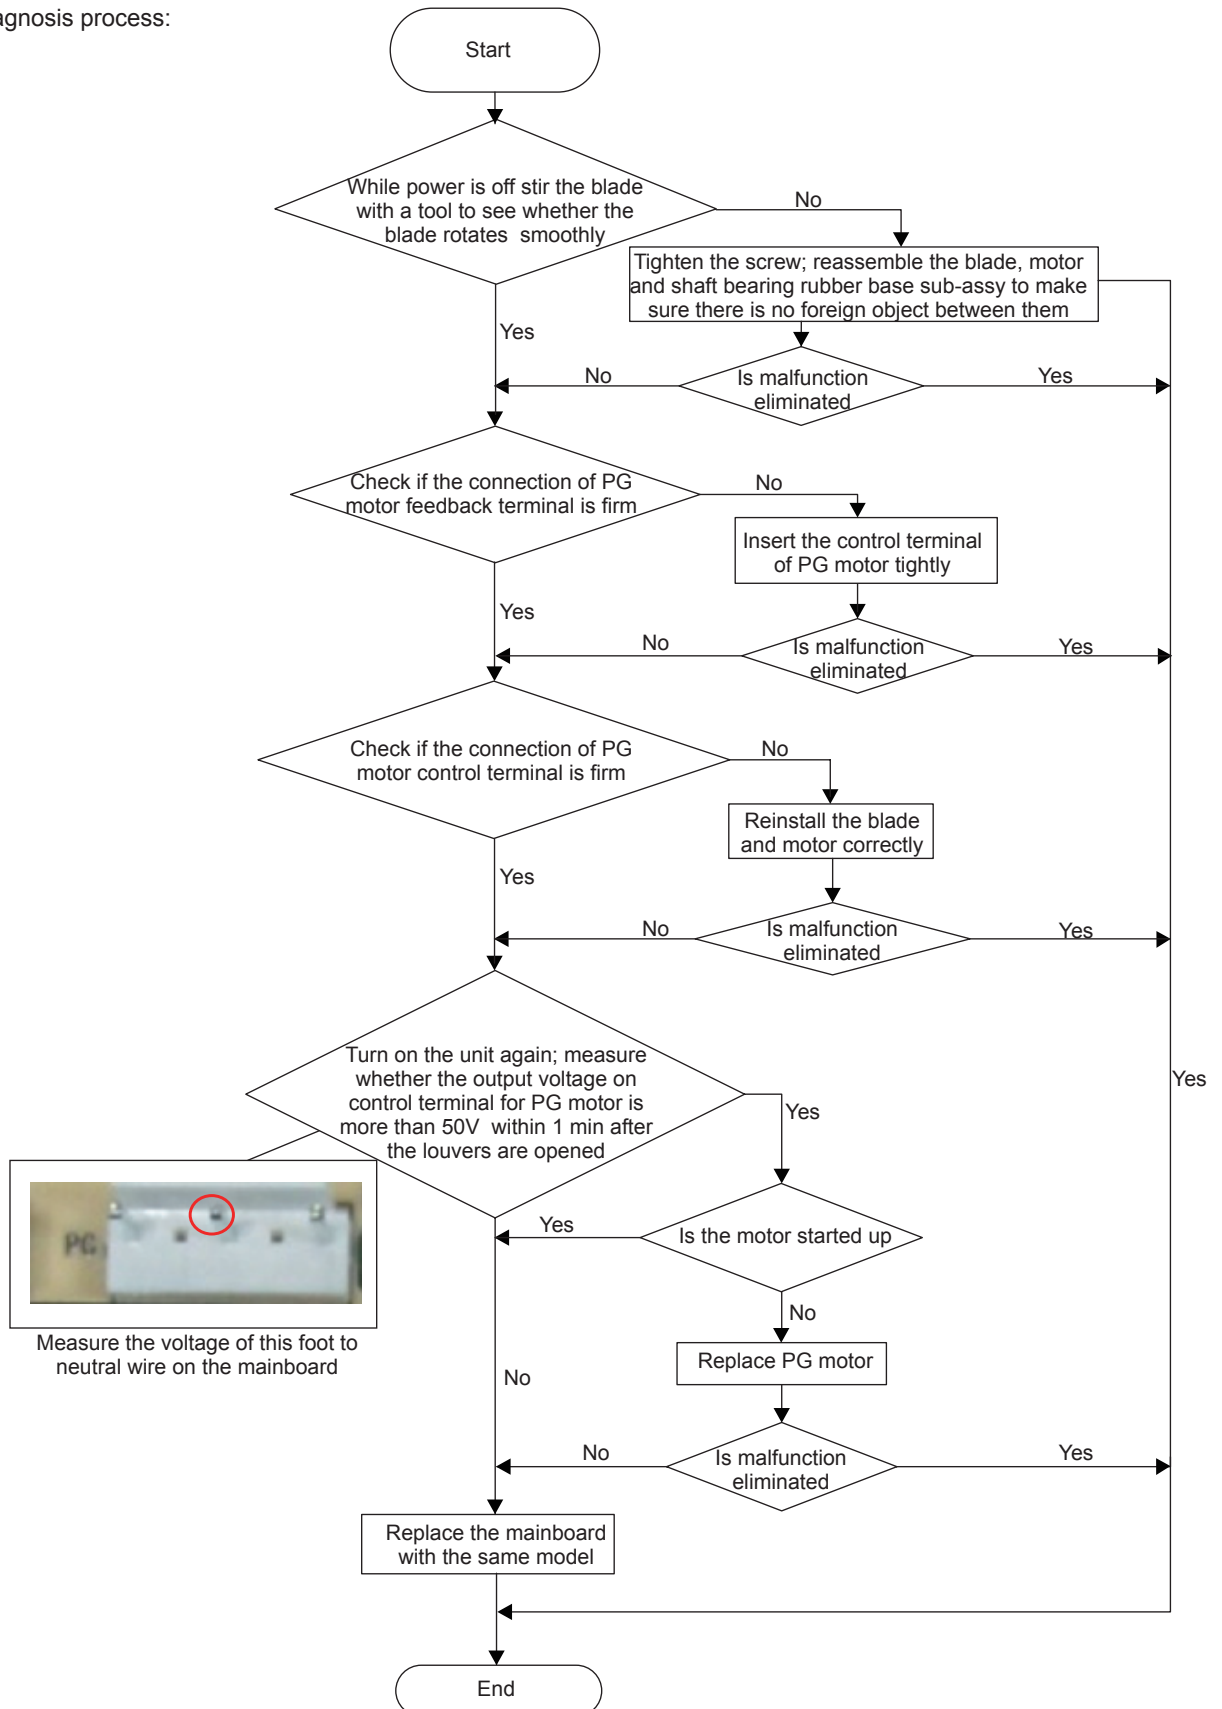 agnosis process:
Start
While power is off stir the blade
with a tool to see whether the
blade rotates smoothly
No
Tighten the screw; reassemble the blade, motor
and shaft bearing rubber base sub-assy to make
sure there is no foreign object between them
Yes
No
Is malfunction
eliminated
Yes
Check if the connection of PG
motor feedback terminal is firm
No
Insert the control terminal
of PG motor tightly
Yes
No
Is malfunction
eliminated
Yes
Check if the connection of PG
motor control terminal is firm
No
Reinstall the blade
and motor correctly
Yes
No
Is malfunction
eliminated
Yes
Turn on the unit again; measure
whether the output voltage on
control terminal for PG motor is
more than 50V within 1 min after
the louvers are opened
Yes
Yes
PG
Measure the voltage of this foot to
neutral wire on the mainboard
Yes
Is the motor started up
No
Replace PG motor
No
No
Is malfunction
eliminated
Yes
Replace the mainboard
with the same model
End